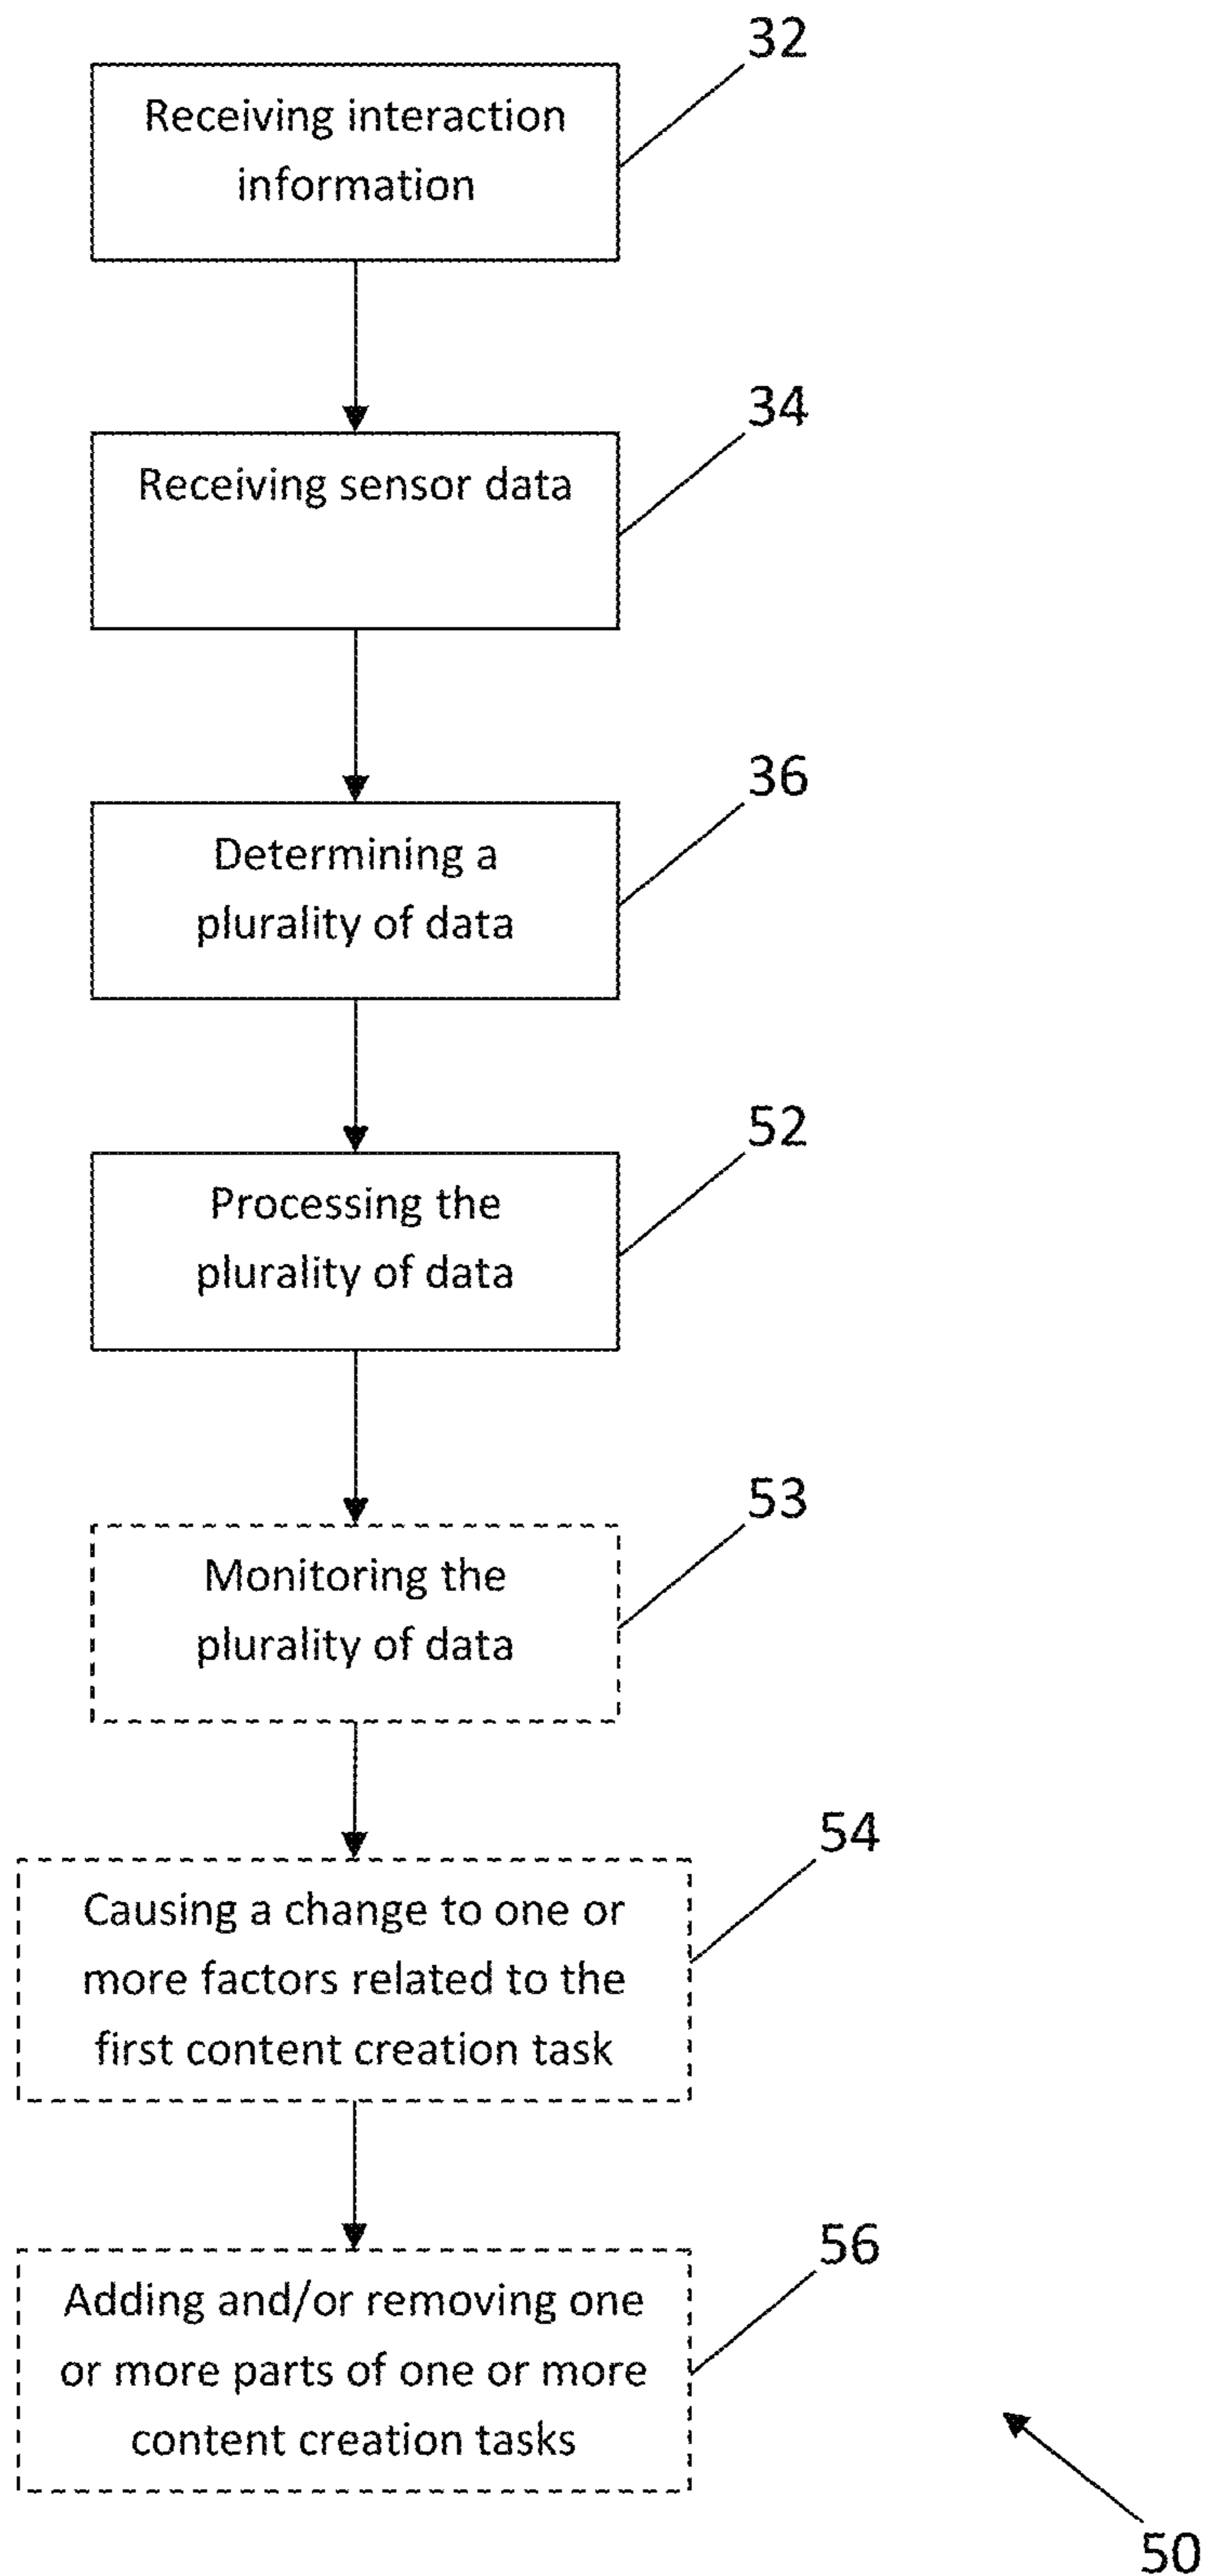 32
Receiving interaction
information
34
Receiving sensor data
36
Determining a
plurality of data
52
Processing the
plurality of data
53
Monitoring the
plurality of data
54
Causing a change to one or
more factors related to the
first content creation task
56
Adding and/or removing one
or more parts of one or more
content creation tasks
50